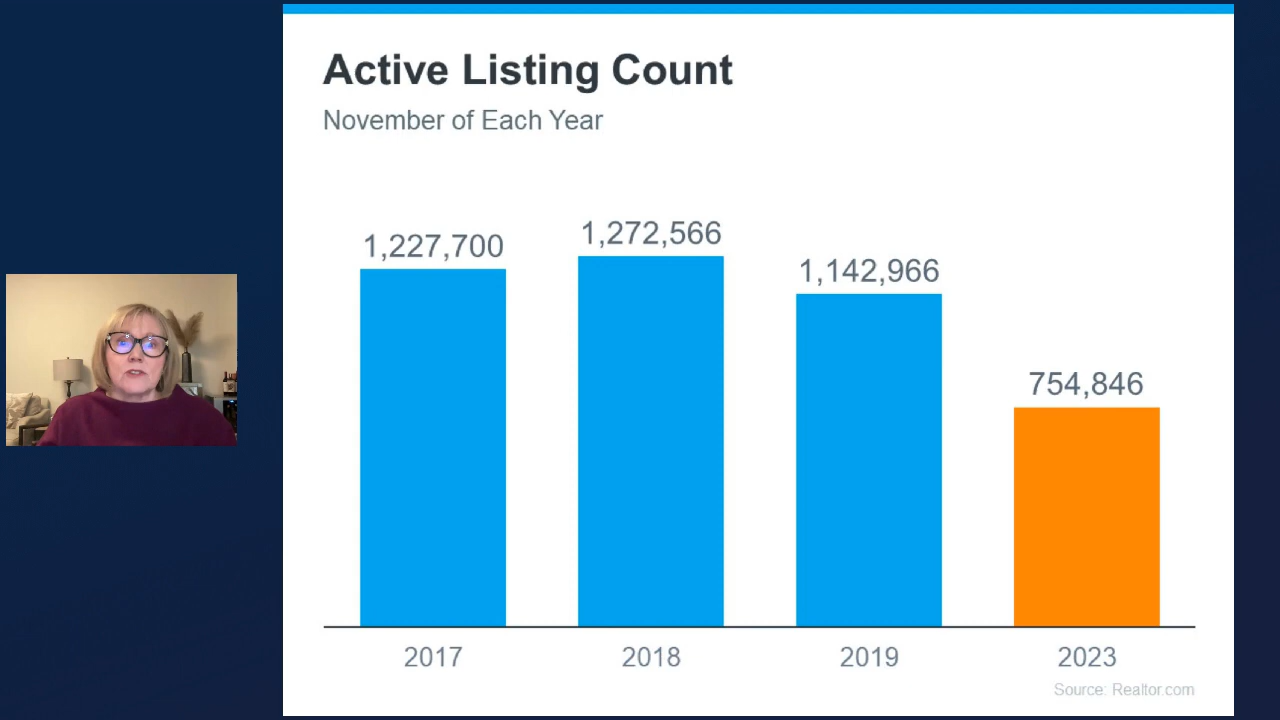 Active Listing Count
November of Each Year
1,227,700
1,272,566
1,142,966
754,846
2017
2018
2019
2023
Source: Realtor.com